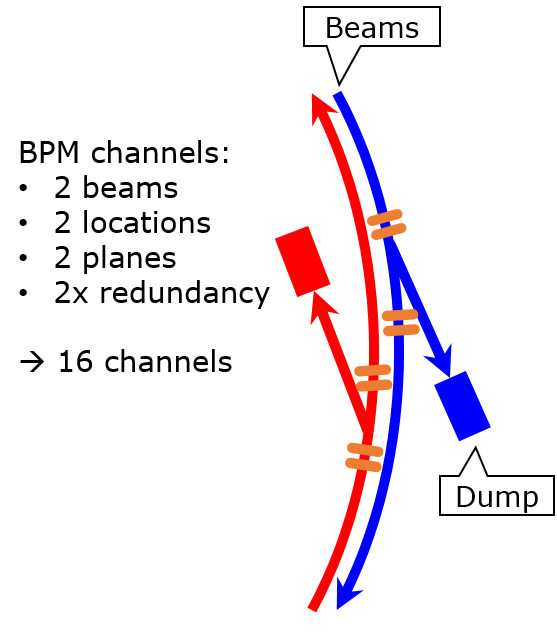 Beams
BPM channels:
• 2 beams
• 2 locations
• 2 planes
• 2x redundancy
→ 16 channels
Dump